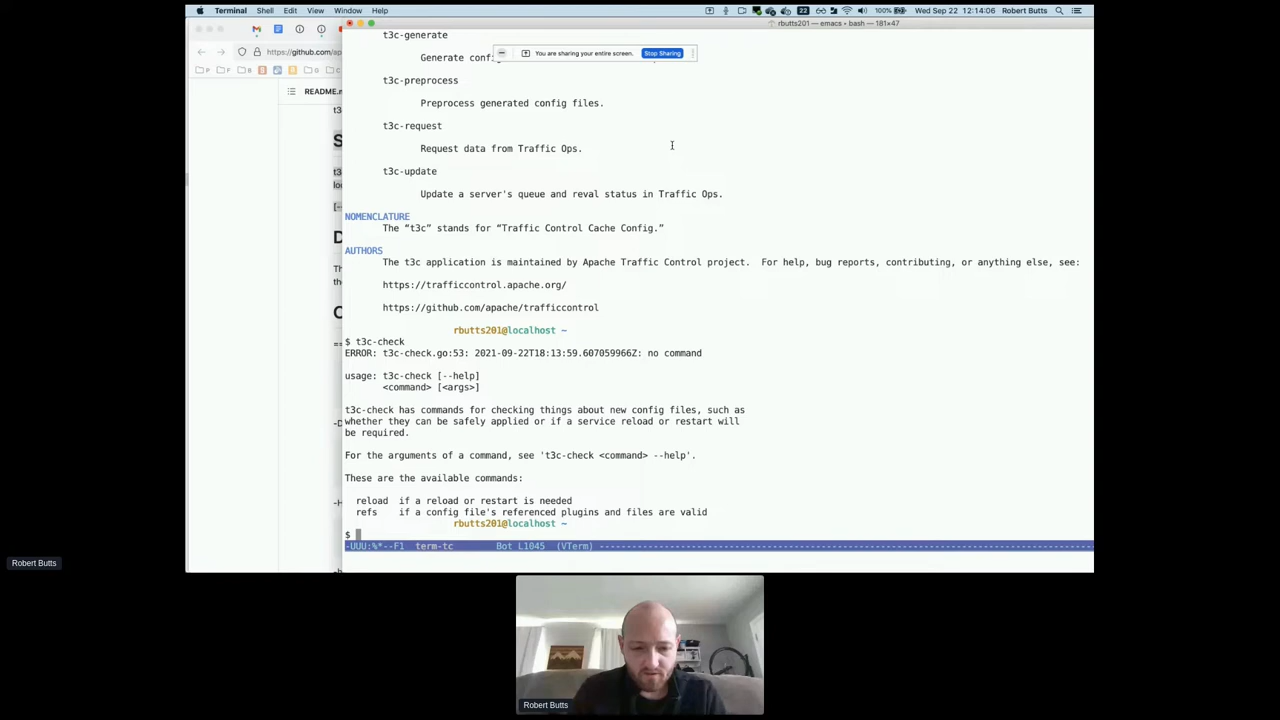 Terminal Shell Edit View Window Help
22 100% Wed Sep 22 12:14:06 Robert Butts
rbutts201 — emacs • bash — 181×47
https://github.com/ap
P F B D C
README.m
You are sharing your entire screen. Stop Sharing
t3c-generate
Generate config
t3c-preprocess
Preprocess generated config files.
t3c-request
Request data from Traffic Ops.
t3c-update
Update a server's queue and reval status in Traffic Ops.
NOMENCLATURE
The “t3c” stands for “Traffic Control Cache Config.”
AUTHORS
The t3c application is maintained by Apache Traffic Control project. For help, bug reports, contributing, or anything else, see:
https://trafficcontrol.apache.org/
https://github.com/apache/trafficcontrol
rbutts201@localhost ~
$ t3c-check
ERROR: t3c-check.go:53: 2021-09-22T18:13:59.607059966Z: no command
usage: t3c-check [--help]
<command> [<args>]
t3c-check has commands for checking things about new config files, such as
whether they can be safely applied or if a service reload or restart will
be required.
For the arguments of a command, see 't3c-check <command> --help'.
These are the available commands:
reload if a reload or restart is needed
refs if a config file's referenced plugins and files are valid
rbutts201@localhost ~
$
-UUU:%*--F1 term-tc Bot L1045 (VTerm) ----------------------------------------------------------------
Robert Butts
Robert Butts